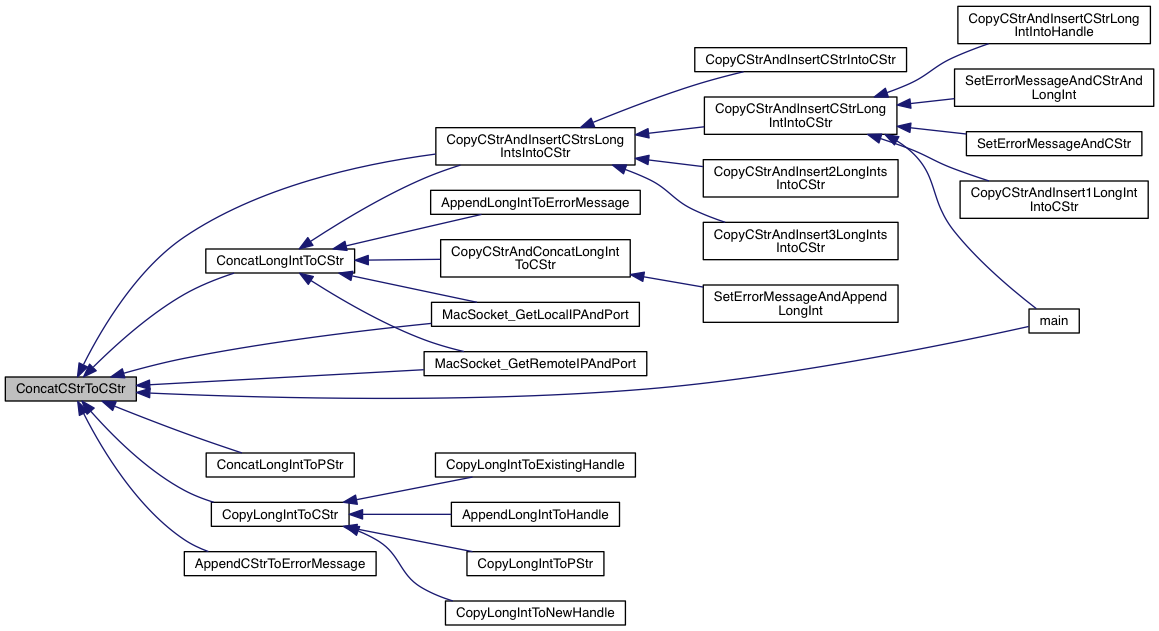 CopyCStrAndInsertCStrLong
IntIntoHandle
CopyCStrAndInsertCStrIntoCStr
SetErrorMessageAndCStrAnd
LongInt
CopyCStrAndInsertCStrLong
IntIntoCStr
CopyCStrAndInsertCStrsLong
IntsIntoCStr
SetErrorMessageAndCStr
CopyCStrAndInsert2LongInts
IntoCStr
CopyCStrAndInsert1LongInt
IntoCStr
AppendLongIntToErrorMessage
CopyCStrAndInsert3LongInts
IntoCStr
ConcatLongIntToCStr
CopyCStrAndConcatLongInt
ToCStr
SetErrorMessageAndAppend
LongInt
MacSocket_GetLocalIPAndPort
main
MacSocket_GetRemoteIPAndPort
ConcatCStrToCStr
ConcatLongIntToPStr
CopyLongIntToExistingHandle
CopyLongIntToCStr
AppendLongIntToHandle
AppendCStrToErrorMessage
CopyLongIntToPStr
CopyLongIntToNewHandle